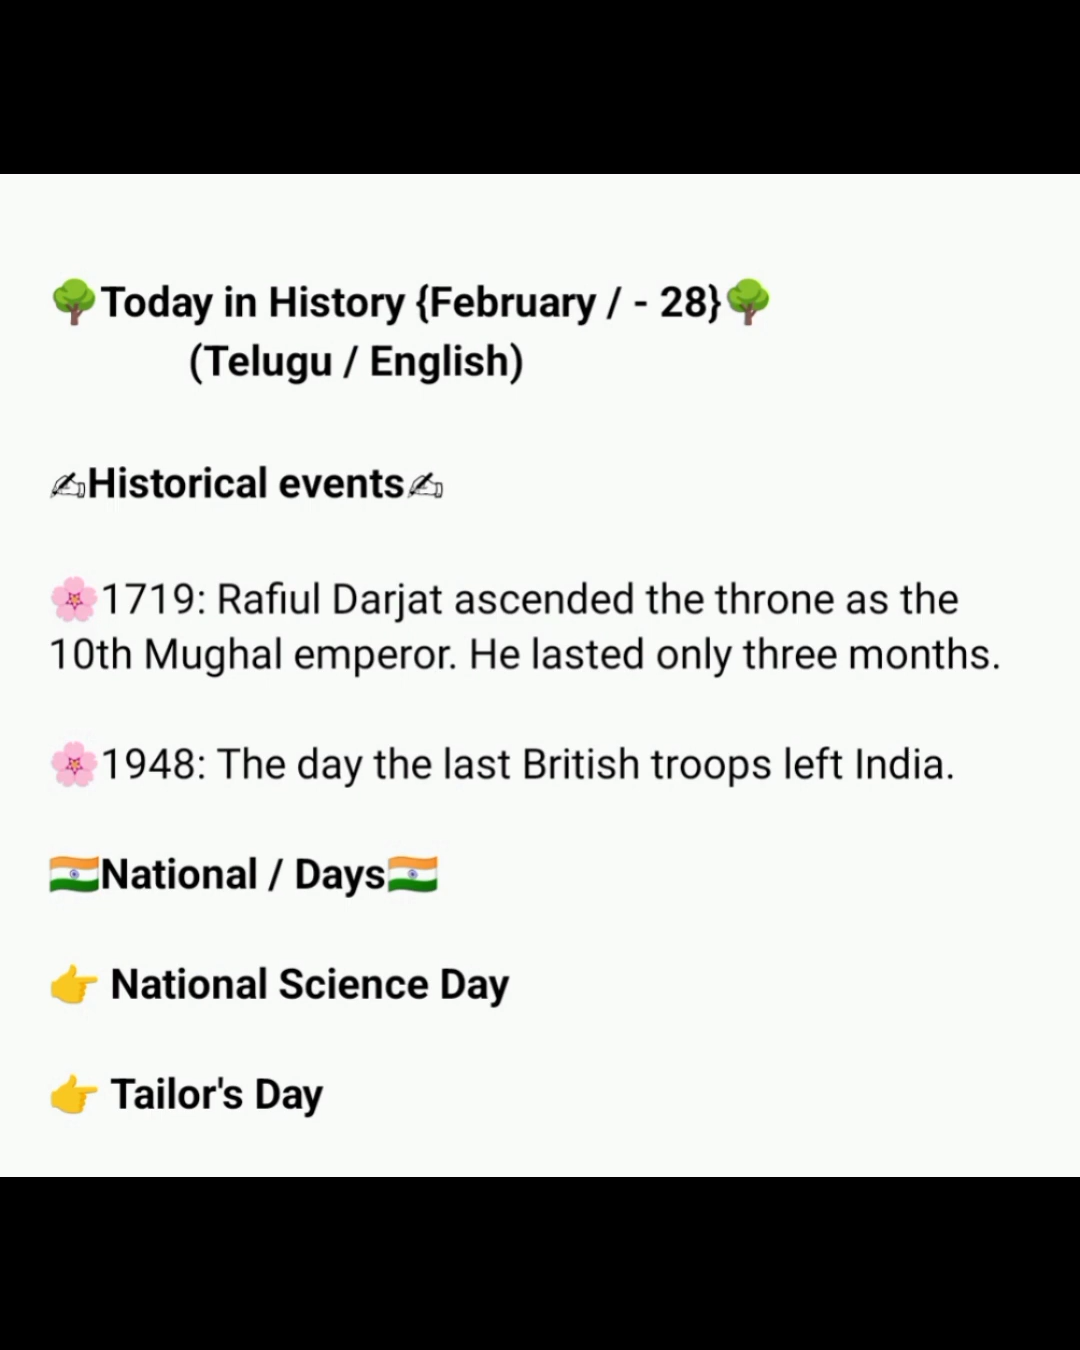 🌳Today in History {February / - 28}🌳
(Telugu / English)
✍Historical events✍
🌸1719: Rafiul Darjat ascended the throne as the
10th Mughal emperor. He lasted only three months.
🌸1948: The day the last British troops left India.
🇮🇳National / Days🇮🇳
👉 National Science Day
👉 Tailor's Day